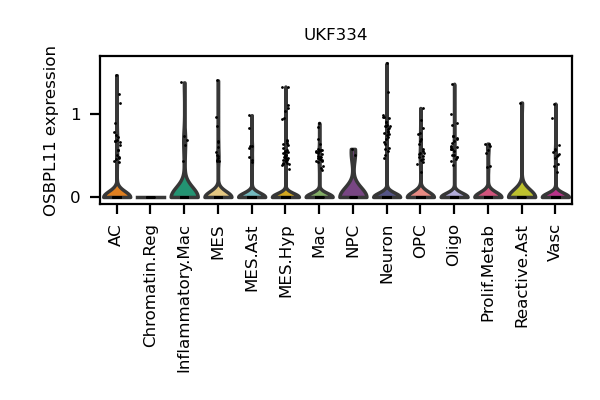 UKF334
OSBPL11 expression
1
0
AC
Chromatin.Reg
Inflammatory.Mac
MES
MES.Ast
MES.Hyp
Mac
NPC
Neuron
OPC
Oligo
Prolif.Metab
Reactive.Ast
Vasc